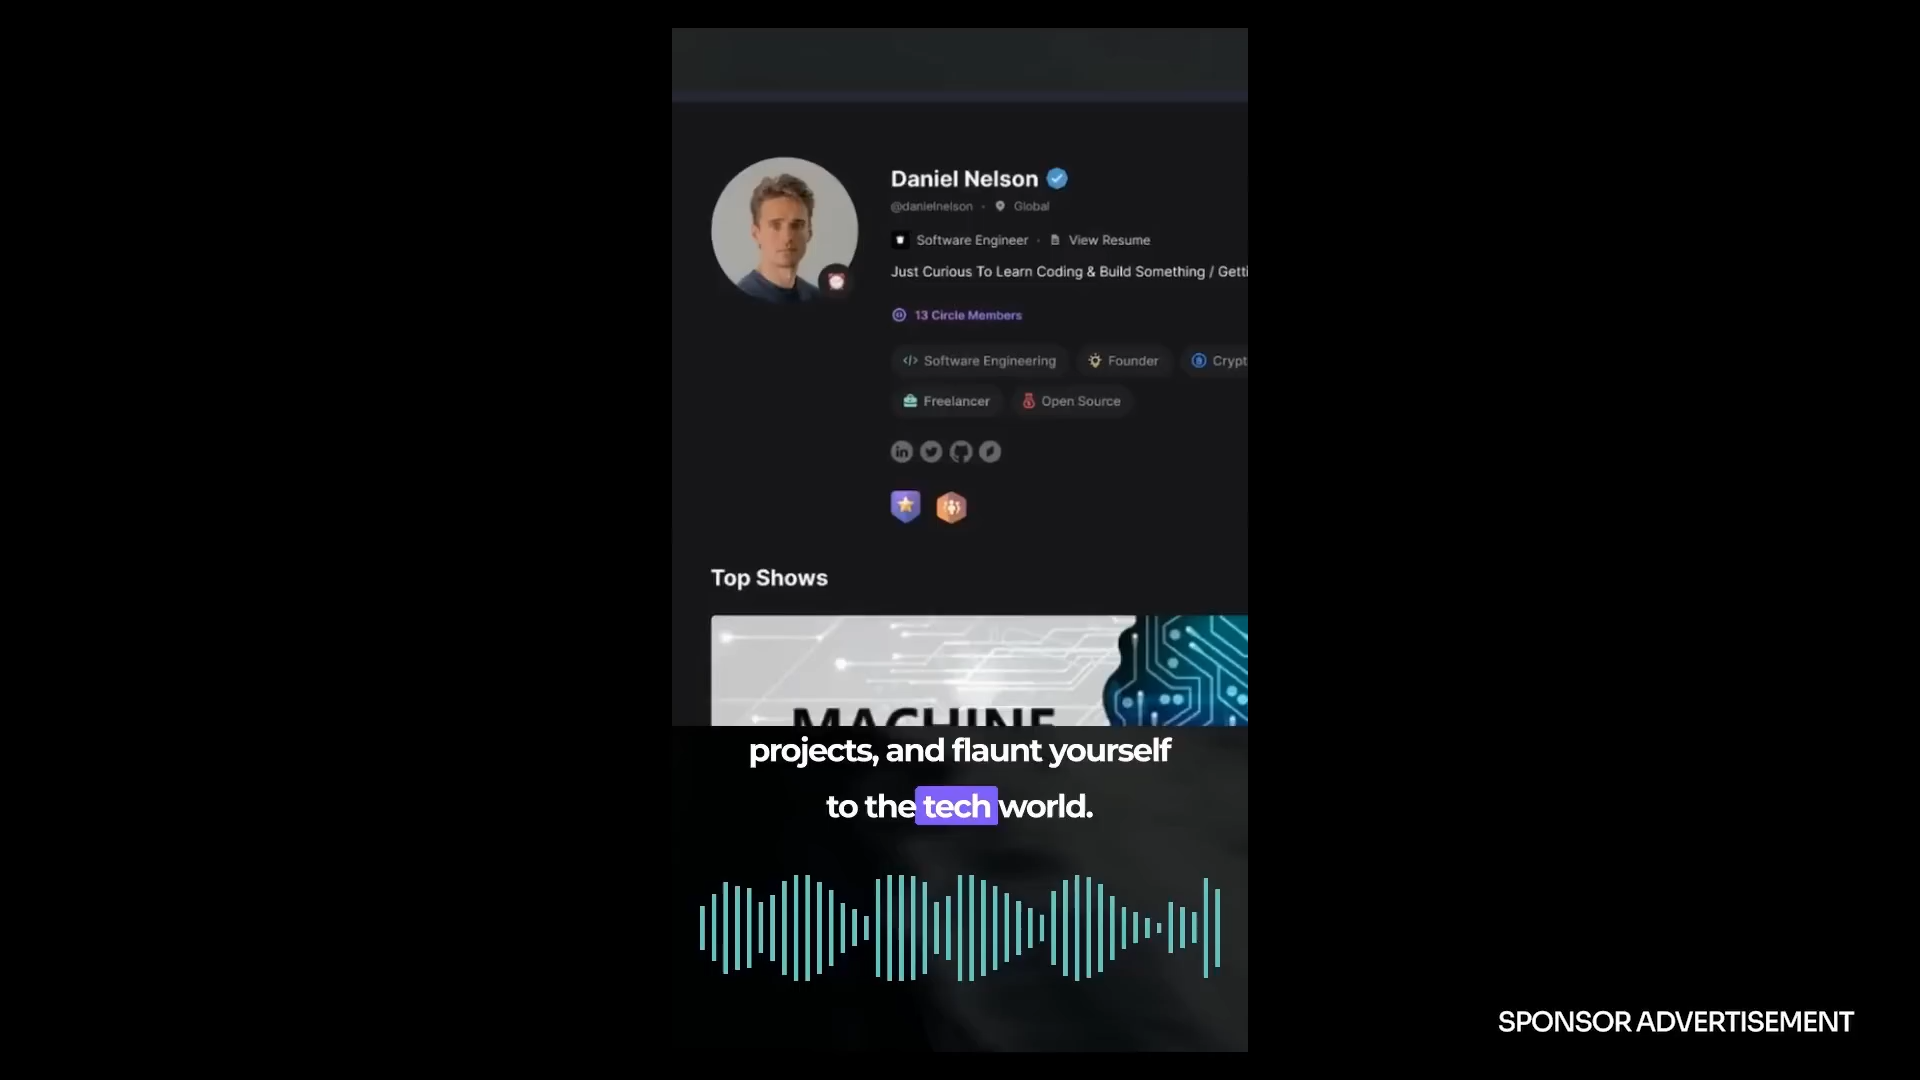 Daniel Nelson
@danielnelson · Global
Software Engineer · View Resume
Just Curious To Learn Coding & Build Something / Getti
13 Circle Members
</> Software Engineering Founder Crypt
Freelancer Open Source
in
Top Shows
MACHINE
projects, and flaunt yourself
to the tech world.
SPONSOR ADVERTISEMENT